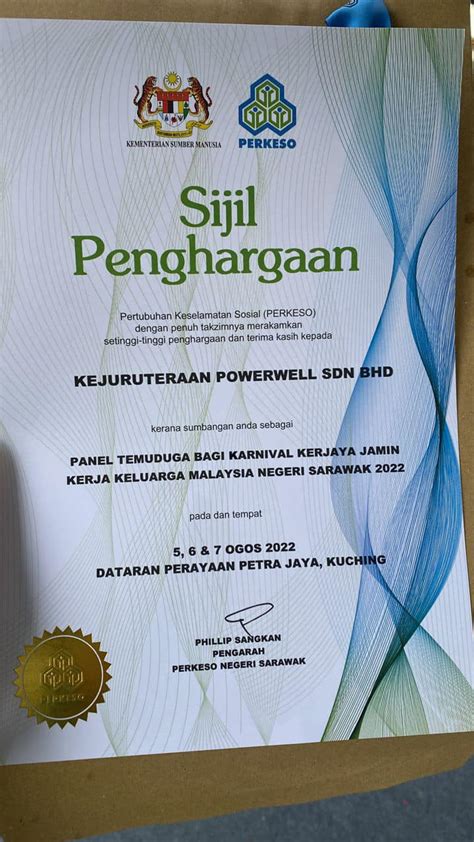 KEMENTERIAN SUMBER MANUSIA
PERKESO
Sijil
Penghargaan
Pertubuhan Keselamatan Sosial (PERKESO)
dengan penuh takzimnya merakamkan
setinggi-tinggi penghargaan dan terima kasih kepada
KEJURUTERAAN POWERWELL SDN BHD
kerana sumbangan anda sebagai
PANEL TEMUDUGA BAGI KARNIVAL KERJAYA JAMIN
KERJA KELUARGA MALAYSIA NEGERI SARAWAK 2022
pada dan tempat
5, 6 & 7 OGOS 2022
DATARAN PERAYAAN PETRA JAYA, KUCHING
PHILLIP SANGKAN
PENGARAH
PERKESO NEGERI SARAWAK
PERKESO